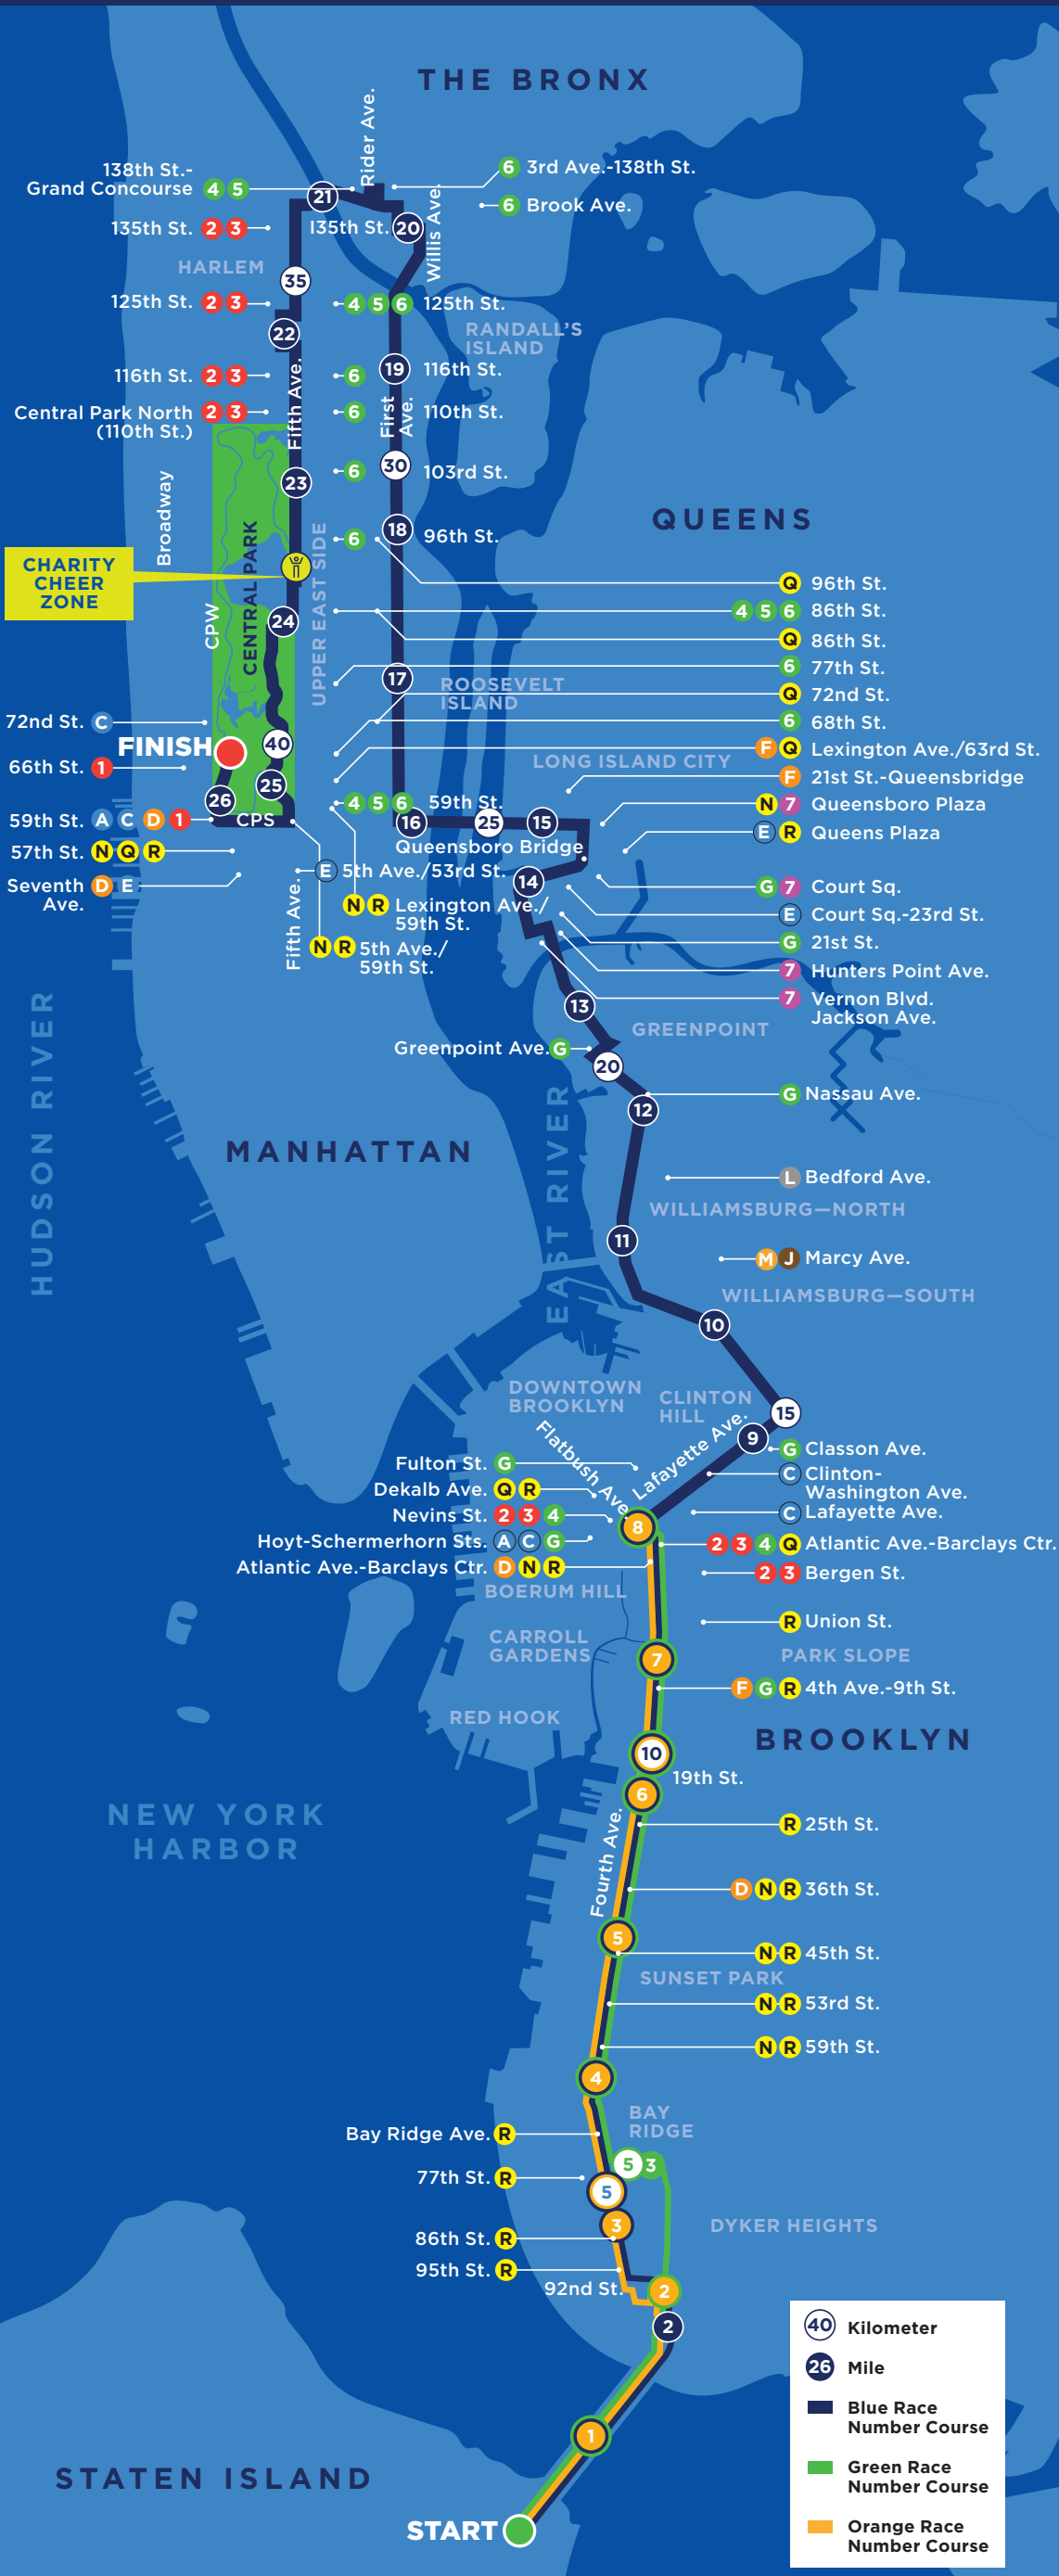 THE BRONX
Rider Ave.
138th St.-
Grand Concourse 4 5
6 3rd Ave.-138th St.
21
6 Brook Ave.
135th St. 2 3
I35th St. 20
Willis Ave.
HARLEM
35
125th St. 2 3
4 5 6 125th St.
22
RANDALL'S
ISLAND
116th St. 2 3
6
19 116th St.
Fifth Ave.
First
Ave.
Central Park North 2 3
(110th St.)
6 110th St.
6
30 103rd St.
23
Broadway
QUEENS
18 96th St.
6
CHARITY
CHEER
ZONE
CENTRAL PARK
UPPER EAST SIDE
CPW
24
Q 96th St.
4 5 6 86th St.
Q 86th St.
6 77th St.
17
ROOSEVELT
ISLAND
Q 72nd St.
72nd St. C
6 68th St.
FINISH
40
F Q Lexington Ave./63rd St.
66th St. 1
LONG ISLAND CITY
25
F 21st St.-Queensbridge
26
4 5 6 59th St.
N 7 Queensboro Plaza
59th St. A C D 1
CPS
16 25 15
E R Queens Plaza
57th St. N Q R
Queensboro Bridge
E 5th Ave./53rd St.
14
Seventh D E
Ave.
G 7 Court Sq.
N R Lexington Ave./
59th St.
E Court Sq.-23rd St.
Fifth Ave.
N R 5th Ave./
59th St.
G 21st St.
7 Hunters Point Ave.
7 Vernon Blvd.
Jackson Ave.
13
GREENPOINT
Greenpoint Ave. G
20
G Nassau Ave.
12
HUDSON RIVER
MANHATTAN
EAST RIVER
L Bedford Ave.
WILLIAMSBURG—NORTH
11
M J Marcy Ave.
WILLIAMSBURG—SOUTH
10
DOWNTOWN
BROOKLYN
CLINTON
HILL
15
9
Flatbush Ave.
Lafayette Ave.
G Classon Ave.
Fulton St. G
C Clinton-
Washington Ave.
Dekalb Ave. Q R
C Lafayette Ave.
Nevins St. 2 3 4
8
Hoyt-Schermerhorn Sts. A C G
2 3 4 Q Atlantic Ave.-Barclays Ctr.
Atlantic Ave.-Barclays Ctr. D N R
2 3 Bergen St.
BOERUM HILL
R Union St.
CARROLL
GARDENS
7
PARK SLOPE
F G R 4th Ave.-9th St.
RED HOOK
BROOKLYN
10
19th St.
6
NEW YORK
HARBOR
R 25th St.
Fourth Ave.
D N R 36th St.
5
N R 45th St.
SUNSET PARK
N R 53rd St.
N R 59th St.
4
BAY
RIDGE
Bay Ridge Ave. R
5 3
77th St. R
5
3
DYKER HEIGHTS
86th St. R
95th St. R
92nd St.
2
2
1
STATEN ISLAND
START
40 Kilometer
26 Mile
Blue Race
Number Course
Green Race
Number Course
Orange Race
Number Course